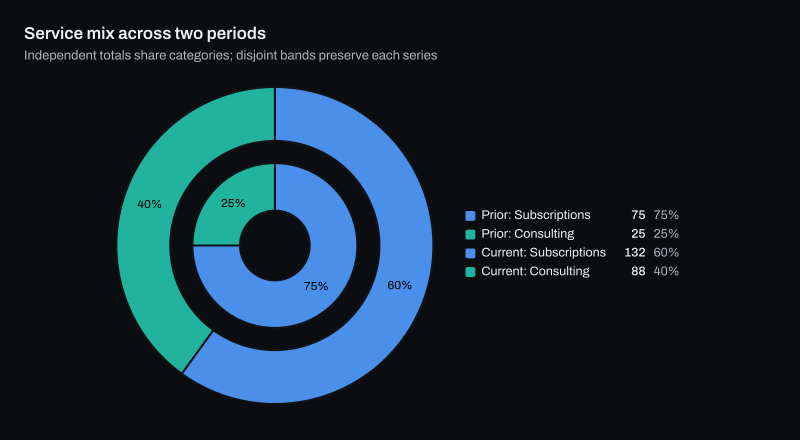 Service mix across two periods
Independent totals share categories; disjoint bands preserve each series
40%
25%
75%
60%
Prior: Subscriptions 75 75%
Prior: Consulting 25 25%
Current: Subscriptions 132 60%
Current: Consulting 88 40%